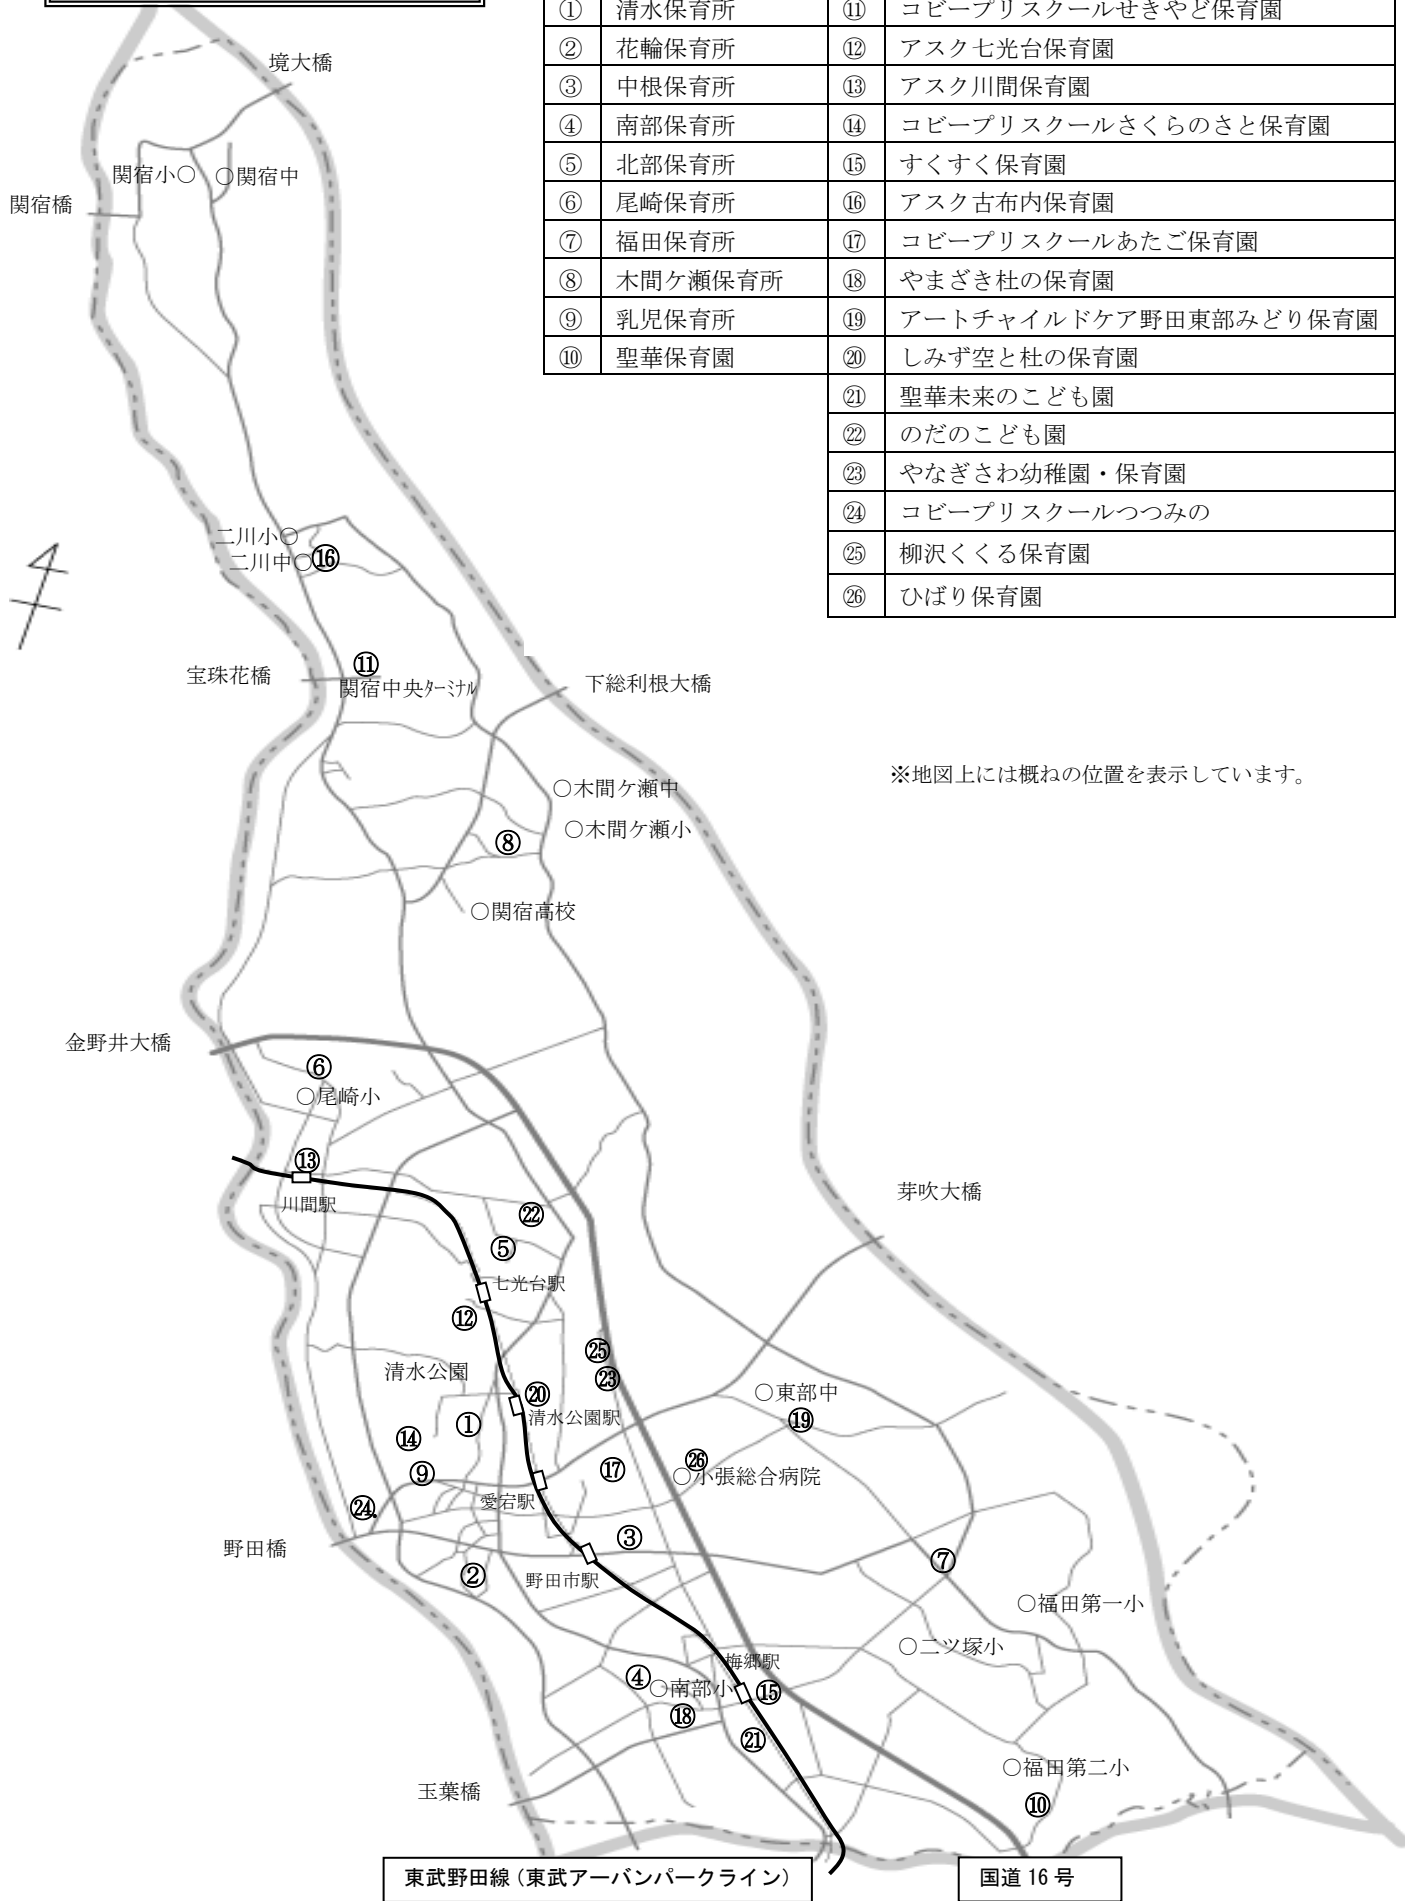 ① 清水保育所 ⑪ コビープリスクールせきやど保育園
② 花輪保育所 ⑫ アスク七光台保育園
③ 中根保育所 ⑬ アスク川間保育園
④ 南部保育所 ⑭ コビープリスクールさくらのさと保育園
⑤ 北部保育所 ⑮ すくすく保育園
⑥ 尾崎保育所 ⑯ アスク古布内保育園
⑦ 福田保育所 ⑰ コビープリスクールあたご保育園
⑧ 木間ケ瀬保育所 ⑱ やまざき杜の保育園
⑨ 乳児保育所 ⑲ アートチャイルドケア野田東部みどり保育園
⑩ 聖華保育園 ⑳ しみず空と杜の保育園
㉑ 聖華未来のこども園
㉒ のだのこども園
㉓ やなぎさわ幼稚園・保育園
㉔ コビープリスクールつつみの
㉕ 柳沢くくる保育園
㉖ ひばり保育園
境大橋
関宿小○ ○関宿中
関宿橋
二川小○
二川中○ ⑯
⑪
宝珠花橋
関宿中央ﾀｰﾐﾅﾙ
下総利根大橋
※地図上には概ねの位置を表示しています。
○木間ケ瀬中
○木間ケ瀬小
⑧
○関宿高校
金野井大橋
⑥
○尾崎小
⑬
川間駅
芽吹大橋
㉒
⑤
七光台駅
⑫
㉕
清水公園
㉓
⑳
○東部中
清水公園駅
⑲
①
⑭
㉖
⑨
⑰
○小張総合病院
愛宕駅
㉔
野田橋
③
⑦
②
野田市駅
○福田第一小
○二ツ塚小
梅郷駅
④
○南部小
⑮
⑱
㉑
○福田第二小
玉葉橋
⑩
東武野田線(東武アーバンパークライン)
国道 16 号